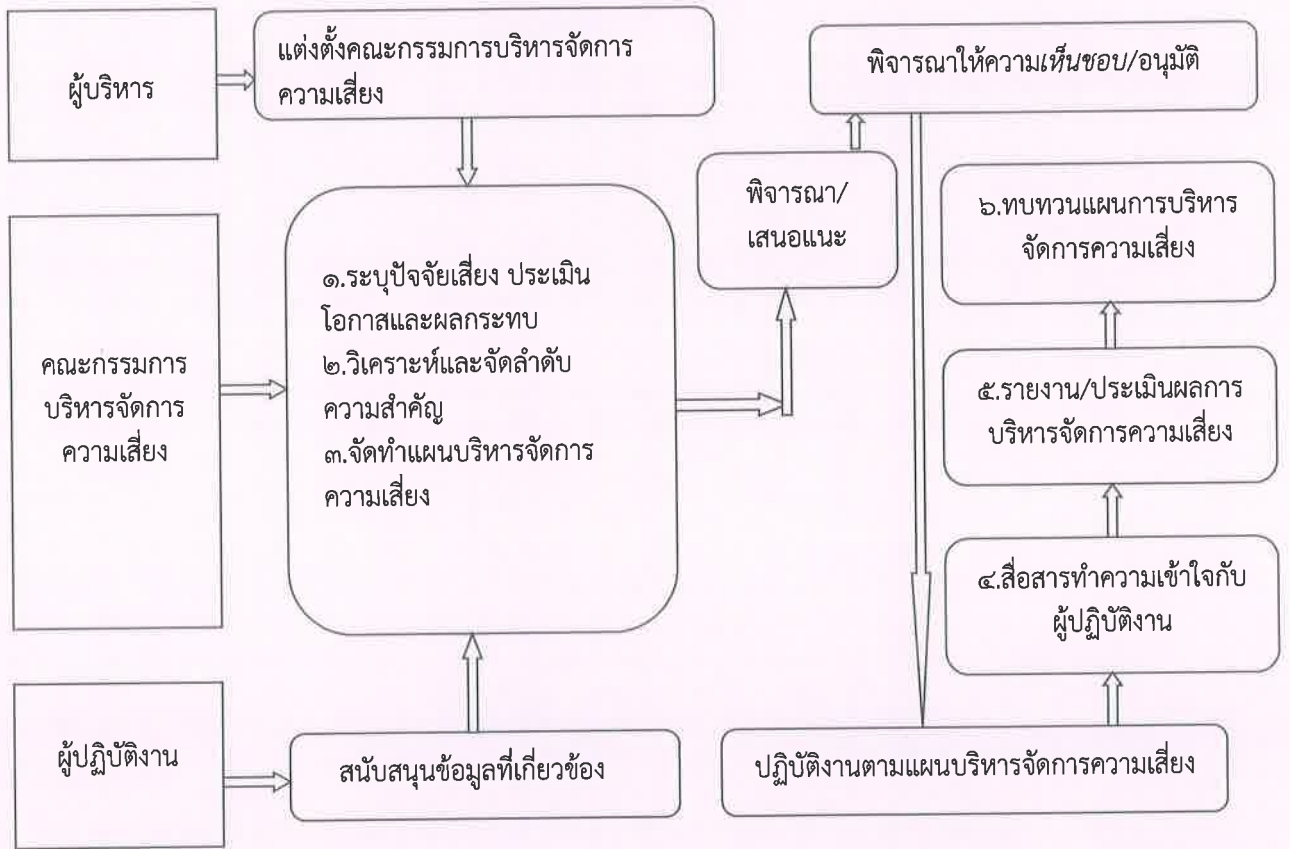 ผู้บริหาร
แต่งตั้งคณะกรรมการบริหารจัดการ
ความเสี่ยง
พิจารณาให้ความเห็นชอบ/อนุมัติ
คณะกรรมการ
บริหารจัดการ
ความเสี่ยง
๑.ระบุปัจจัยเสี่ยง ประเมิน
โอกาสและผลกระทบ
๒.วิเคราะห์และจัดลำดับ
ความสำคัญ
๓.จัดทำแผนบริหารจัดการ
ความเสี่ยง
พิจารณา/
เสนอแนะ
๖.ทบทวนแผนการบริหาร
จัดการความเสี่ยง
๕.รายงาน/ประเมินผลการ
บริหารจัดการความเสี่ยง
๔.สื่อสารทำความเข้าใจกับ
ผู้ปฏิบัติงาน
ผู้ปฏิบัติงาน
สนับสนุนข้อมูลที่เกี่ยวข้อง
ปฏิบัติงานตามแผนบริหารจัดการความเสี่ยง